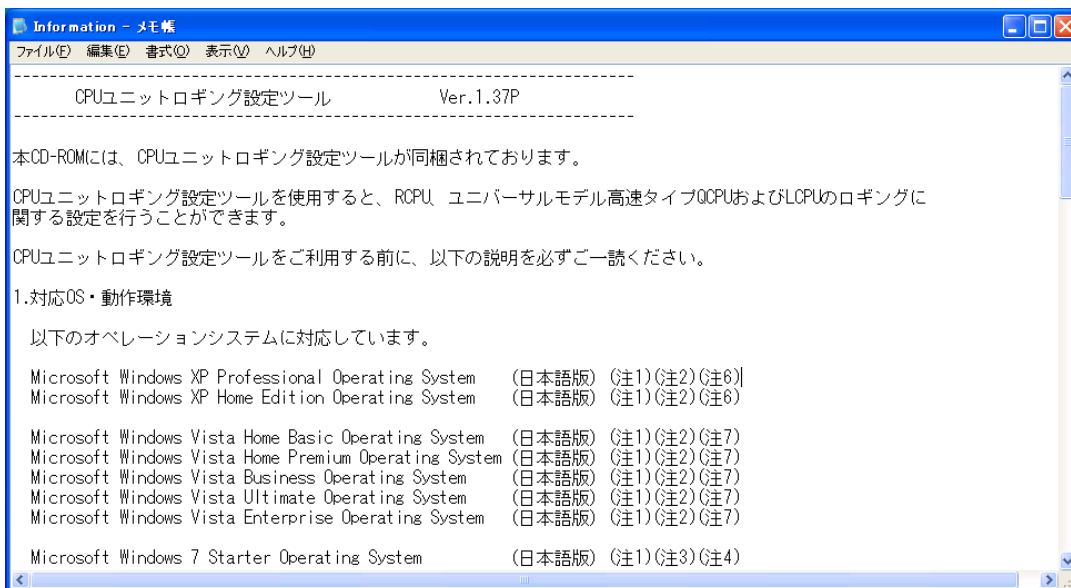 Information - メモ帳
ファイル(F) 編集(E) 書式(O) 表示(V) ヘルプ(H)
----------------------------------------------------------------------
CPUユニットロギング設定ツール Ver.1.37P
----------------------------------------------------------------------
本CD-ROMには、CPUユニットロギング設定ツールが同梱されております。
CPUユニットロギング設定ツールを使用すると、RCPU、ユニバーサルモデル高速タイプQCPUおよびLCPUのロギングに
関する設定を行うことができます。
CPUユニットロギング設定ツールをご利用する前に、以下の説明を必ずご一読ください。
1.対応OS・動作環境
以下のオペレーションシステムに対応しています。
Microsoft Windows XP Professional Operating System (日本語版) (注1)(注2)(注6)
Microsoft Windows XP Home Edition Operating System (日本語版) (注1)(注2)(注6)
Microsoft Windows Vista Home Basic Operating System (日本語版) (注1)(注2)(注7)
Microsoft Windows Vista Home Premium Operating System (日本語版) (注1)(注2)(注7)
Microsoft Windows Vista Business Operating System (日本語版) (注1)(注2)(注7)
Microsoft Windows Vista Ultimate Operating System (日本語版) (注1)(注2)(注7)
Microsoft Windows Vista Enterprise Operating System (日本語版) (注1)(注2)(注7)
Microsoft Windows 7 Starter Operating System (日本語版) (注1)(注3)(注4)